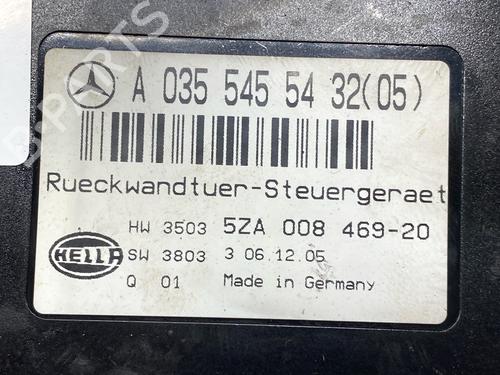 A 035 545 54 32(05)
Rueckwandtuer-Steuergeraet
HW 3503 5ZA 008 469-20
HELLA SW 3803 3 06.12.05
Q 01 Made in Germany
B-PARTS